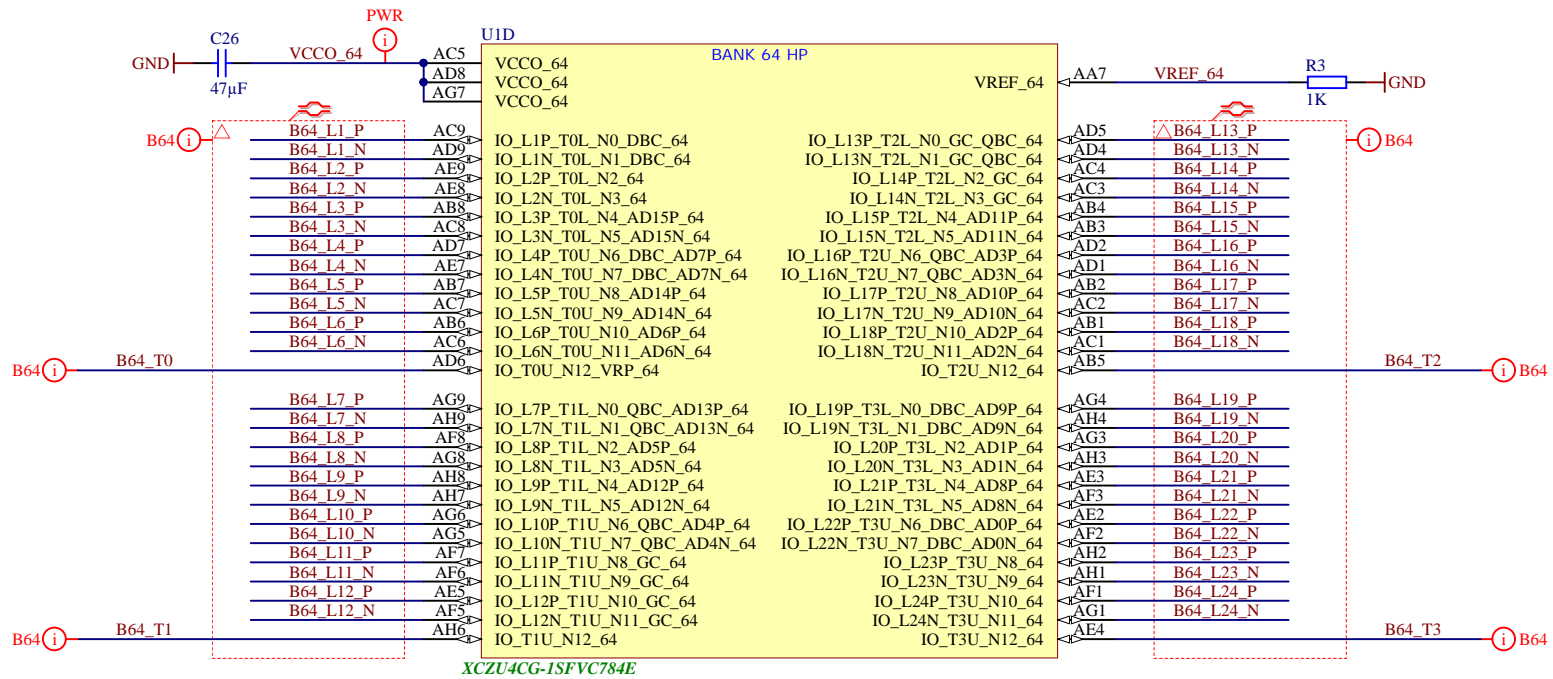 PWR
C26
U1D
GND VCCO_64 AC5 VCCO_64 BANK 64 HP
AD8 VCCO_64 VREF_64 AA7 VREF_64 R3 GND
47µF AG7 VCCO_64 1K
B64 B64_L1_P AC9 IO_L1P_T0L_N0_DBC_64 IO_L13P_T2L_N0_GC_QBC_64 AD5 B64_L13_P B64
B64_L1_N AD9 IO_L1N_T0L_N1_DBC_64 IO_L13N_T2L_N1_GC_QBC_64 AD4 B64_L13_N
B64_L2_P AE9 IO_L2P_T0L_N2_64 IO_L14P_T2L_N2_GC_64 AC4 B64_L14_P
B64_L2_N AE8 IO_L2N_T0L_N3_64 IO_L14N_T2L_N3_GC_64 AC3 B64_L14_N
B64_L3_P AB8 IO_L3P_T0L_N4_AD15P_64 IO_L15P_T2L_N4_AD11P_64 AB4 B64_L15_P
B64_L3_N AC8 IO_L3N_T0L_N5_AD15N_64 IO_L15N_T2L_N5_AD11N_64 AB3 B64_L15_N
B64_L4_P AD7 IO_L4P_T0U_N6_DBC_AD7P_64 IO_L16P_T2U_N6_QBC_AD3P_64 AD2 B64_L16_P
B64_L4_N AE7 IO_L4N_T0U_N7_DBC_AD7N_64 IO_L16N_T2U_N7_QBC_AD3N_64 AD1 B64_L16_N
B64_L5_P AB7 IO_L5P_T0U_N8_AD14P_64 IO_L17P_T2U_N8_AD10P_64 AB2 B64_L17_P
B64_L5_N AC7 IO_L5N_T0U_N9_AD14N_64 IO_L17N_T2U_N9_AD10N_64 AC2 B64_L17_N
B64_L6_P AB6 IO_L6P_T0U_N10_AD6P_64 IO_L18P_T2U_N10_AD2P_64 AB1 B64_L18_P
B64_L6_N AC6 IO_L6N_T0U_N11_AD6N_64 IO_L18N_T2U_N11_AD2N_64 AC1 B64_L18_N
B64 B64_T0 AD6 IO_T0U_N12_VRP_64 IO_T2U_N12_64 AB5 B64_T2 B64
B64_L7_P AG9 IO_L7P_T1L_N0_QBC_AD13P_64 IO_L19P_T3L_N0_DBC_AD9P_64 AG4 B64_L19_P
B64_L7_N AH9 IO_L7N_T1L_N1_QBC_AD13N_64 IO_L19N_T3L_N1_DBC_AD9N_64 AH4 B64_L19_N
B64_L8_P AF8 IO_L8P_T1L_N2_AD5P_64 IO_L20P_T3L_N2_AD1P_64 AG3 B64_L20_P
B64_L8_N AG8 IO_L8N_T1L_N3_AD5N_64 IO_L20N_T3L_N3_AD1N_64 AH3 B64_L20_N
B64_L9_P AH8 IO_L9P_T1L_N4_AD12P_64 IO_L21P_T3L_N4_AD8P_64 AE3 B64_L21_P
B64_L9_N AH7 IO_L9N_T1L_N5_AD12N_64 IO_L21N_T3L_N5_AD8N_64 AF3 B64_L21_N
B64_L10_P AG6 IO_L10P_T1U_N6_QBC_AD4P_64 IO_L22P_T3U_N6_DBC_AD0P_64 AE2 B64_L22_P
B64_L10_N AG5 IO_L10N_T1U_N7_QBC_AD4N_64 IO_L22N_T3U_N7_DBC_AD0N_64 AF2 B64_L22_N
B64_L11_P AF7 IO_L11P_T1U_N8_GC_64 IO_L23P_T3U_N8_64 AH2 B64_L23_P
B64_L11_N AF6 IO_L11N_T1U_N9_GC_64 IO_L23N_T3U_N9_64 AH1 B64_L23_N
B64_L12_P AE5 IO_L12P_T1U_N10_GC_64 IO_L24P_T3U_N10_64 AF1 B64_L24_P
B64_L12_N AF5 IO_L12N_T1U_N11_GC_64 IO_L24N_T3U_N11_64 AG1 B64_L24_N
B64 B64_T1 AH6 IO_T1U_N12_64 IO_T3U_N12_64 AE4 B64_T3 B64
XCZU4CG-1SFVC784E